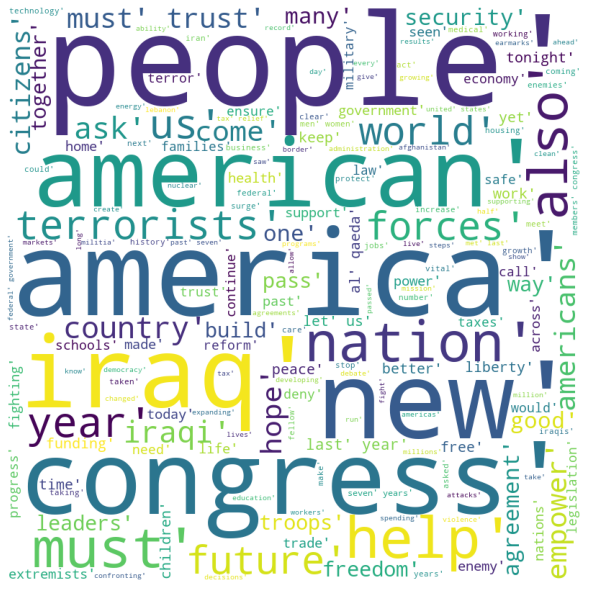 technology'
must' trust'
many'
security'
people'
citizens'
together'
ability'
iran'
record'
terror'
military'
seen'
medical'
results'
earmarks'
working'
ahead'
tonight'
economy'
every'
act'
day'
give'
growing'
coming'
enemies'
also'
ask'
us'
come'
energy'
lebanon'
ensure'
tax relief'
government'
united' states'
keep'
world'
yet'
housing'
home'
next'
families'
business'
clear'
men' women'
administration'
afghanistan'
clean'
could'
american'
saw'
border'
law'
safe'
work'
health'
protect'
supporting'
members' congress'
nuclear'
federal'
surge'
create'
support'
increase'
half'
meet'
terrorists'
one'
forces'
markets'
long'
militia'
history'
past' seven'
programs'
jobs'
live'
steps'
met' last'
growth'
show'
allow'
al' qaeda'
continue'
trust'
pass'
power'
vital'
mission'
number'
call'
way'
americans'
america'
federal' government'
past'
agreements'
passed'
across'
state'
country'
build'
care'
let' us'
taxes'
schools'
made'
reform'
peace'
nation'
iraq'
know'
democracy'
stop'
debate'
better'
liberty'
taken'
tax'
deny'
developing'
americas'
million'
fighting'
changed'
year'
today'
expanding'
hope'
fight'
new'
would'
good
iraqis'
funding'
iraqi'
need'
life'
lives'
fellow'
last' year'
run'
free'
millions'
progress'
time'
taking'
congress'
education'
make'
seven' years'
asked'
attacks'
take'
workers'
spending'
violence'
agreement'
nations'
legislation'
empower'
leaders'
children'
troops'
trade'
help'
must'
future'
freedom'
enemy'
extremists'
confronting'
decisions'
years'